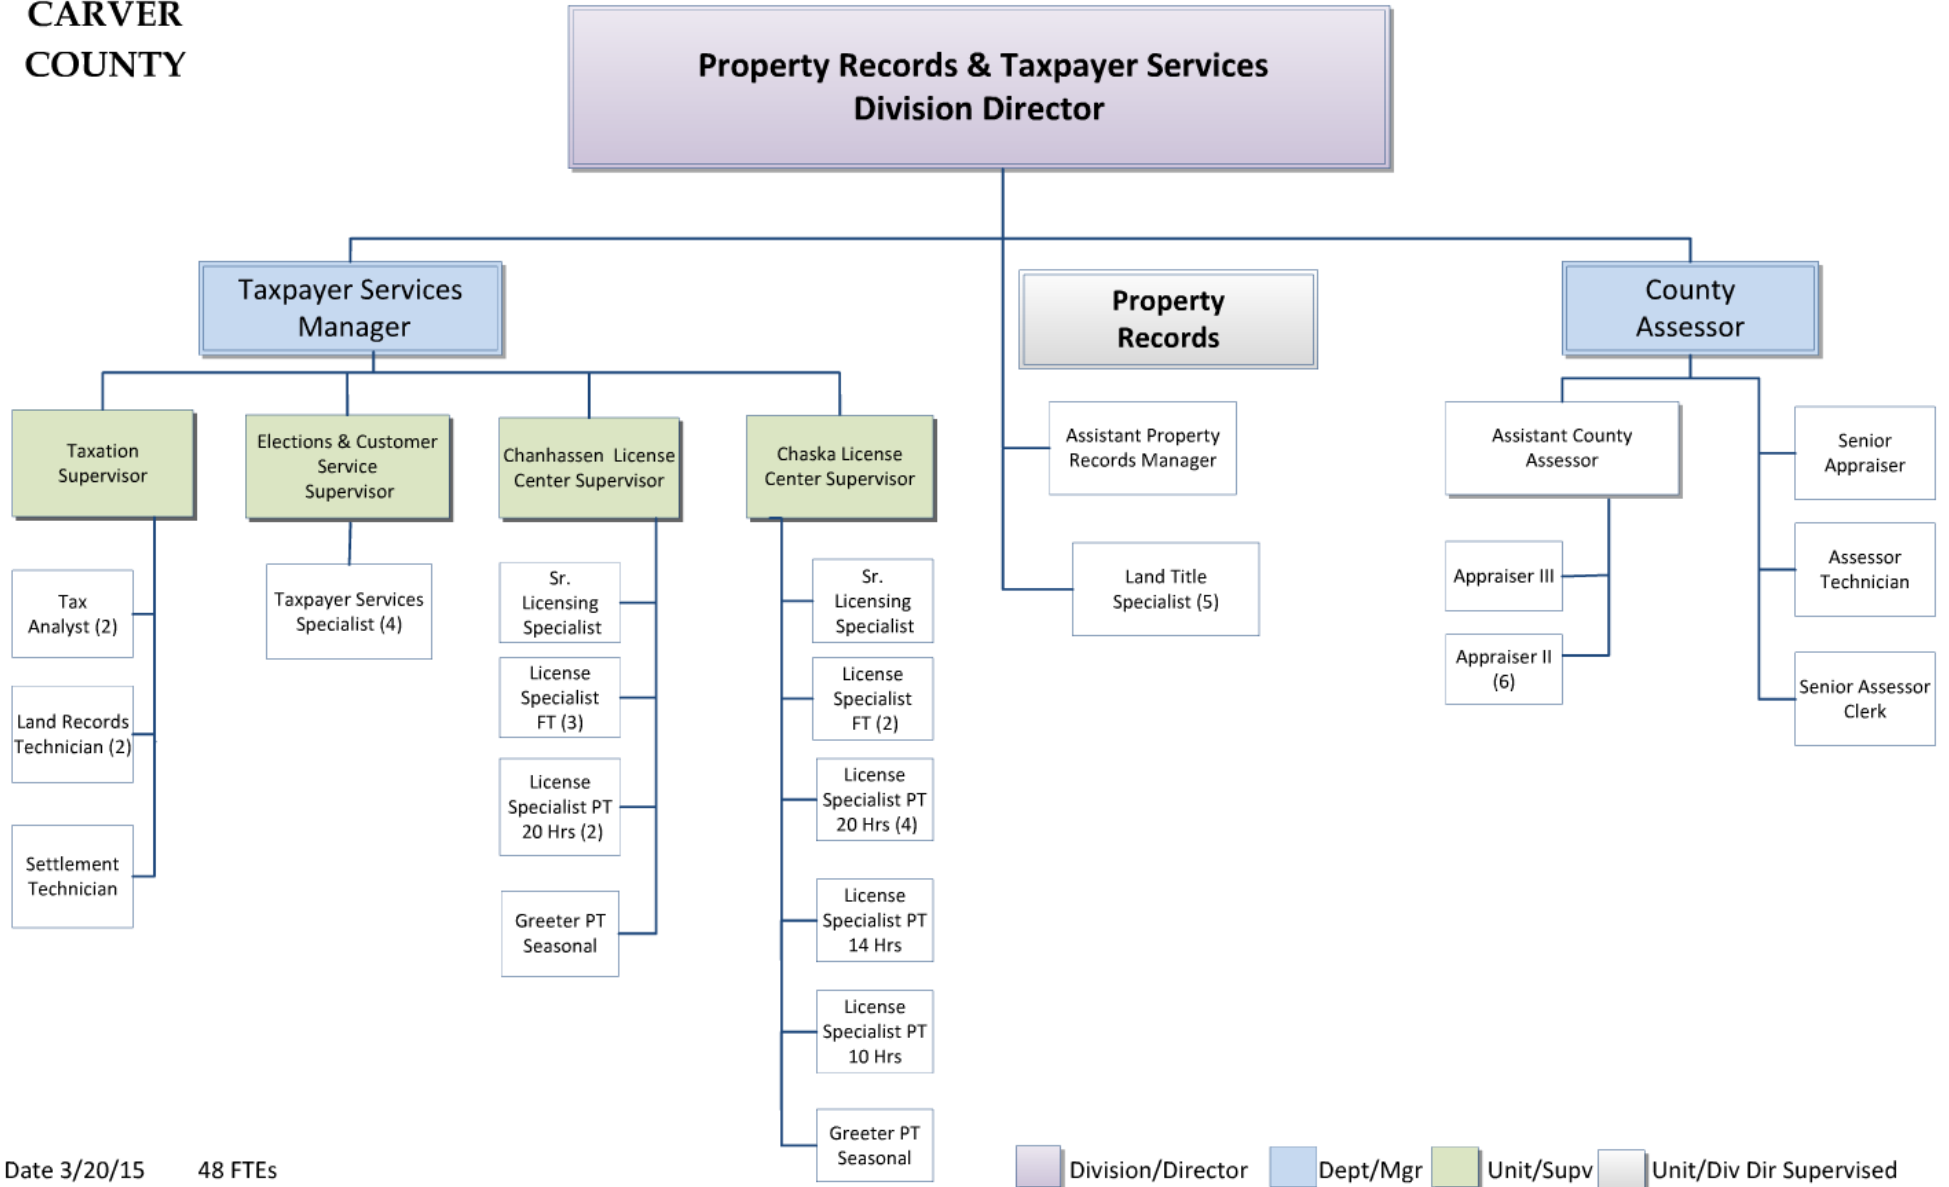 CARVER
COUNTY
Property Records & Taxpayer Services
Division Director
Taxpayer Services
Manager
Property
Records
County
Assessor
Taxation
Supervisor
Elections & Customer
Service
Supervisor
Chanhassen License
Center Supervisor
Chaska License
Center Supervisor
Assistant Property
Records Manager
Assistant County
Assessor
Senior
Appraiser
Tax
Analyst (2)
Land Records
Technician (2)
Settlement
Technician
Taxpayer Services
Specialist (4)
Sr.
Licensing
Specialist
License
Specialist
FT (3)
License
Specialist PT
20 Hrs (2)
Greeter PT
Seasonal
Sr.
Licensing
Specialist
License
Specialist
FT (2)
License
Specialist PT
20 Hrs (4)
License
Specialist PT
14 Hrs
License
Specialist PT
10 Hrs
Greeter PT
Seasonal
Land Title
Specialist (5)
Appraiser III
Appraiser II
(6)
Assessor
Technician
Senior Assessor
Clerk
Date 3/20/15 48 FTEs
Division/Director
Dept/Mgr
Unit/Supv
Unit/Div Dir Supervised